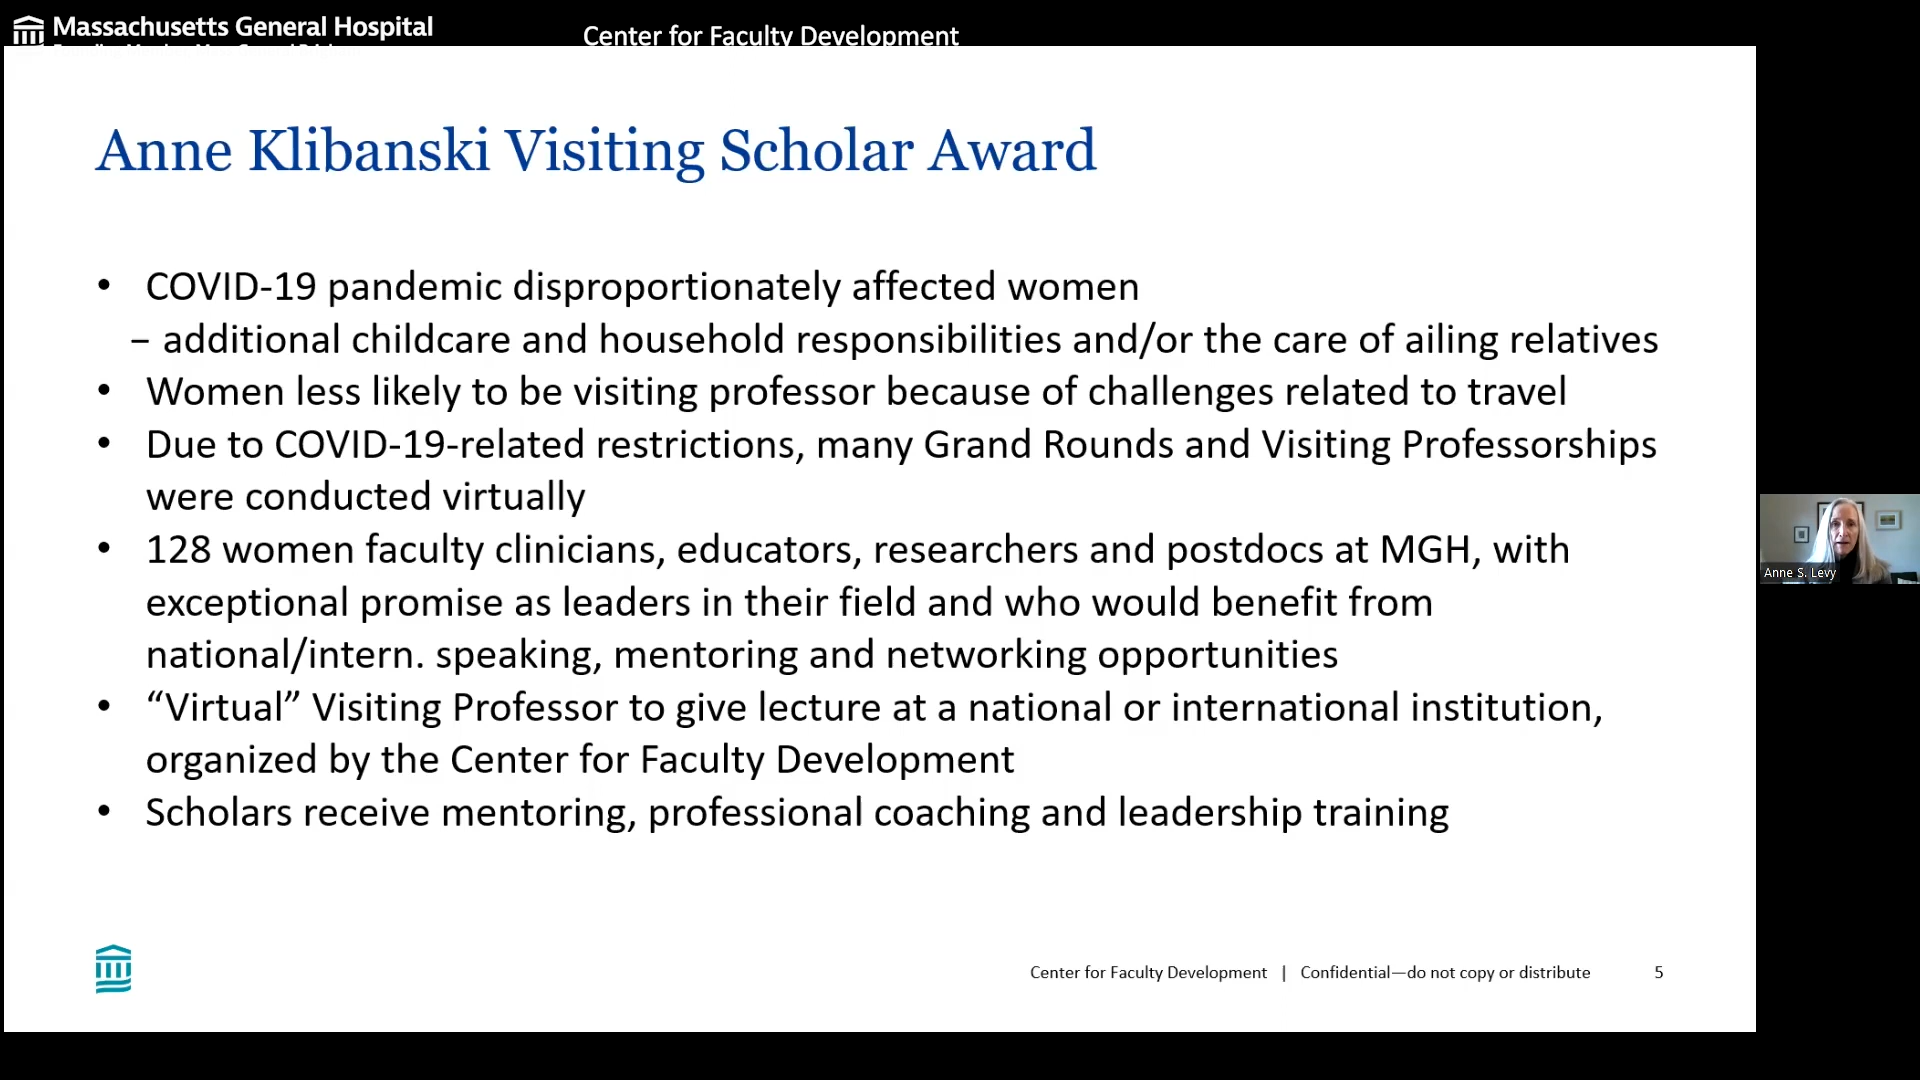 Massachusetts General Hospital
Center for Faculty Development
Anne Klibanski Visiting Scholar Award
• COVID-19 pandemic disproportionately affected women
– additional childcare and household responsibilities and/or the care of ailing relatives
• Women less likely to be visiting professor because of challenges related to travel
• Due to COVID-19-related restrictions, many Grand Rounds and Visiting Professorships
were conducted virtually
• 128 women faculty clinicians, educators, researchers and postdocs at MGH, with
exceptional promise as leaders in their field and who would benefit from
national/intern. speaking, mentoring and networking opportunities
• “Virtual” Visiting Professor to give lecture at a national or international institution,
organized by the Center for Faculty Development
• Scholars receive mentoring, professional coaching and leadership training
Anne S. Levy
Center for Faculty Development | Confidential—do not copy or distribute 5